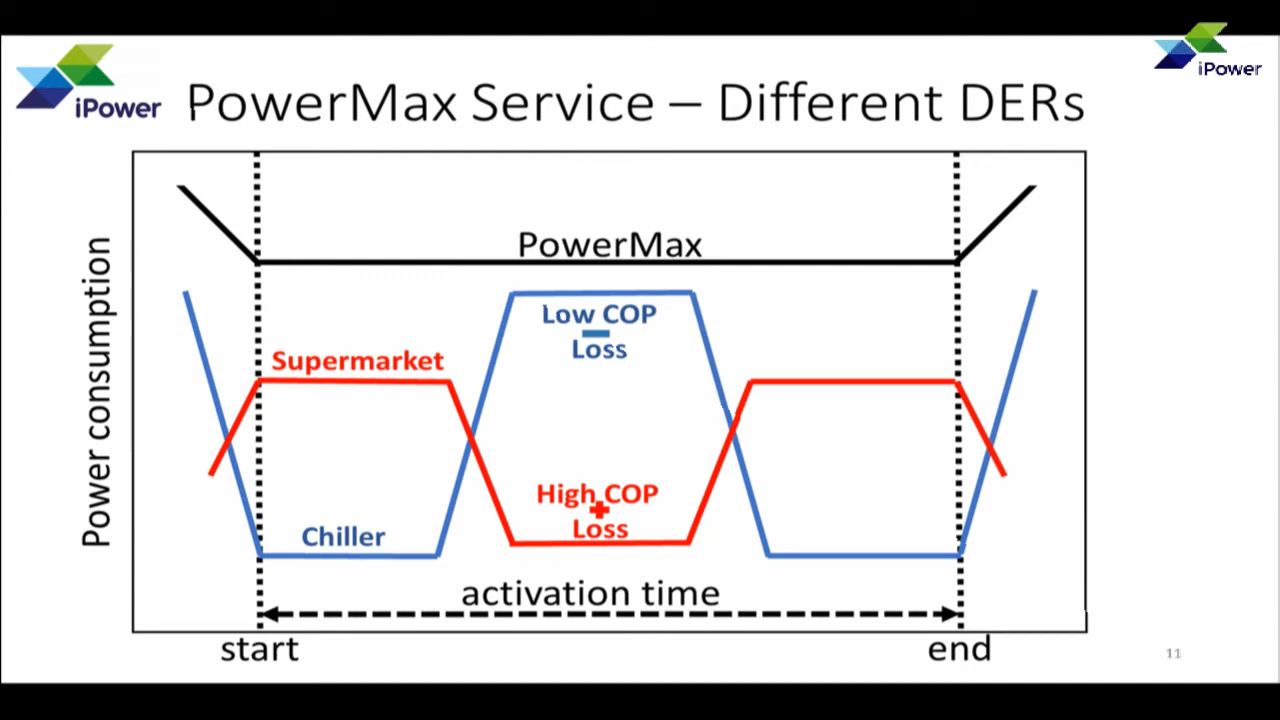 iPower
iPower
PowerMax Service – Different DERs
PowerMax
Low COP
–
Loss
Supermarket
Power consumption
High COP
+
Loss
Chiller
activation time
start
end
11